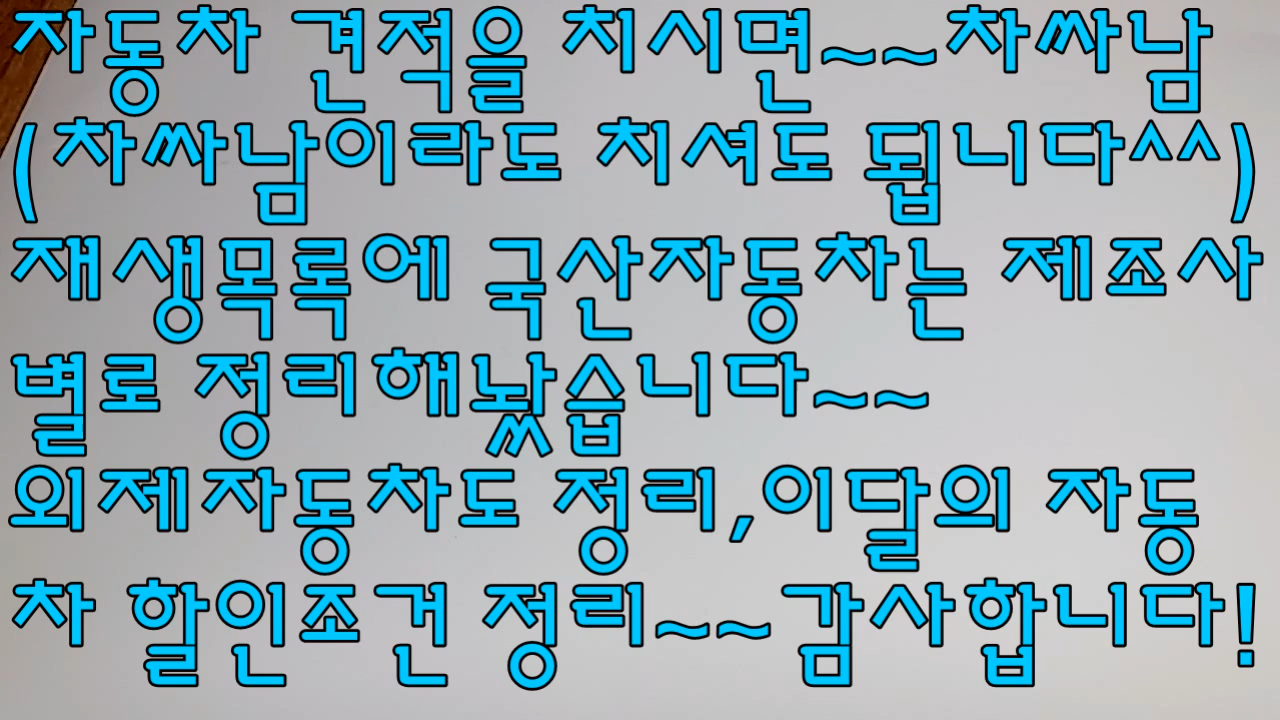 자동차 견적을 치시면~~차싸남
(차싸남이라도 치셔도 됩니다^^)
재생목록에 국산자동차는 제조사
별로 정리해놨습니다~~
외제자동차도 정리,이달의 자동
차 할인조건 정리~~감사합니다!